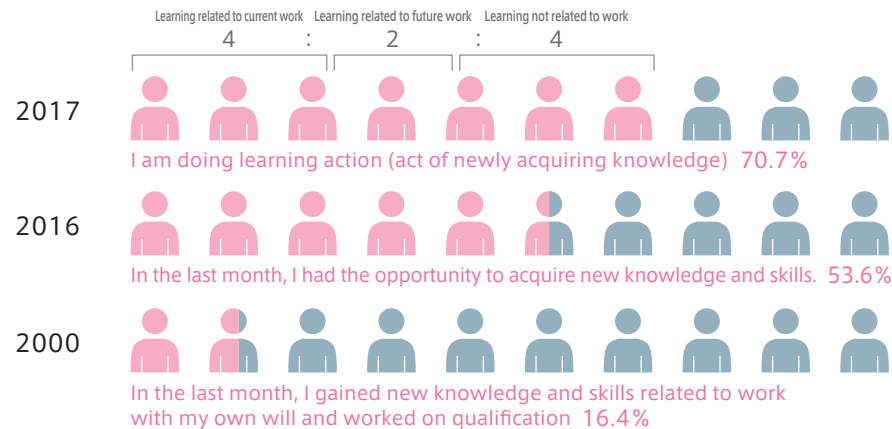 Learning related to current work Learning related to future work Learning not related to work
4 : 2 : 4
2017
I am doing learning action (act of newly acquiring knowledge) 70.7%
2016
In the last month, I had the opportunity to acquire new knowledge and skills. 53.6%
2000
In the last month, I gained new knowledge and skills related to work
with my own will and worked on qualification 16.4%